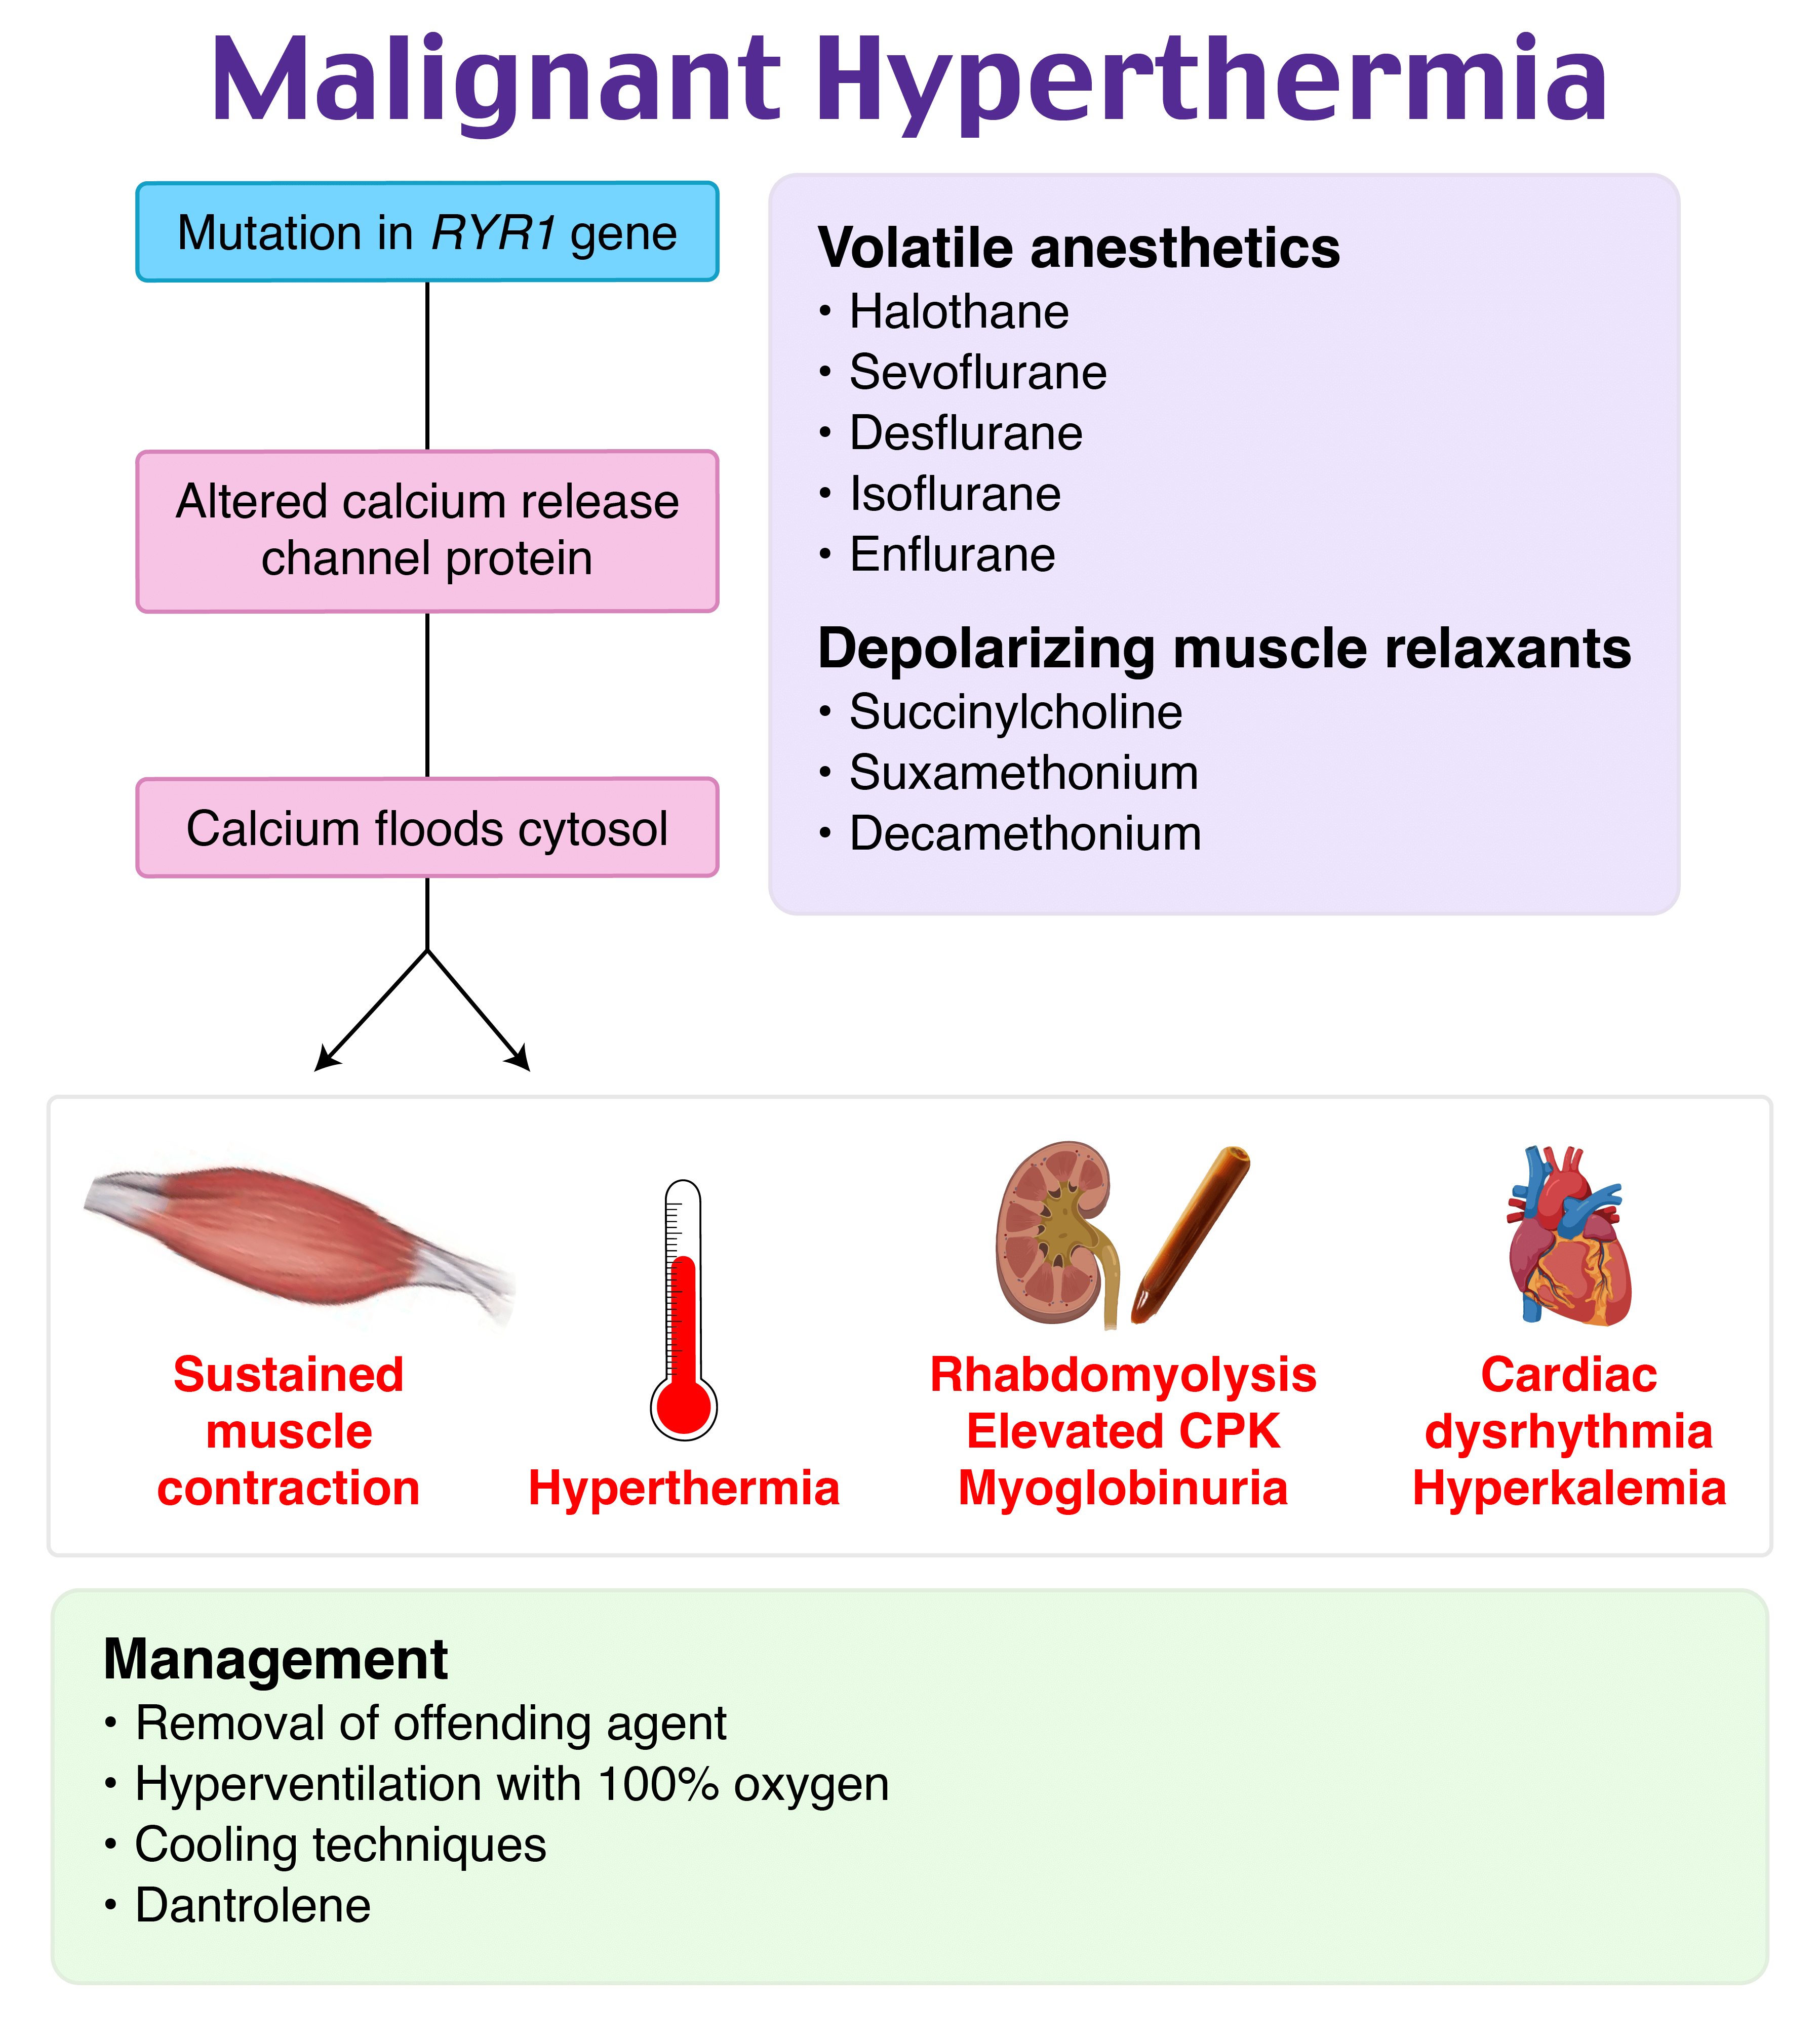 Malignant Hyperthermia
Mutation in RYR1 gene
Altered calcium release
channel protein
Calcium floods cytosol
Volatile anesthetics
• Halothane
• Sevoflurane
• Desflurane
• Isoflurane
• Enflurane
Depolarizing muscle relaxants
• Succinylcholine
• Suxamethonium
• Decamethonium
Sustained
muscle
contraction
Hyperthermia
Rhabdomyolysis
Elevated CPK
Myoglobinuria
Cardiac
dysrhythmia
Hyperkalemia
Management
• Removal of offending agent
• Hyperventilation with 100% oxygen
• Cooling techniques
• Dantrolene